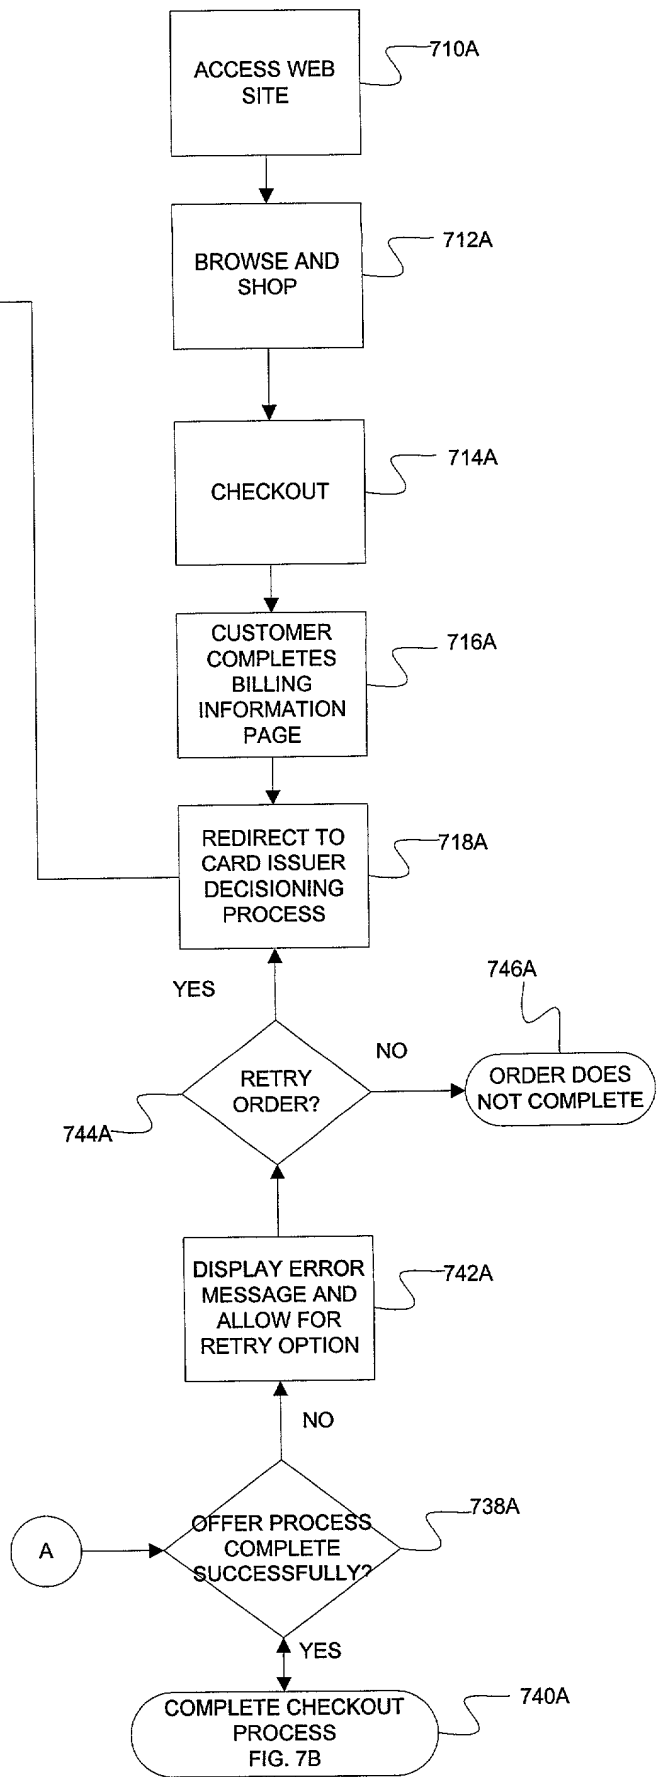 ACCESS WEB
SITE
710A
BROWSE AND
SHOP
712A
CHECKOUT
714A
CUSTOMER
COMPLETES
BILLING
INFORMATION
PAGE
716A
REDIRECT TO
CARD ISSUER
DECISIONING
PROCESS
718A
YES
746A
NO
RETRY
ORDER?
ORDER DOES
NOT COMPLETE
744A
DISPLAY ERROR
MESSAGE AND
ALLOW FOR
RETRY OPTION
742A
NO
738A
A
OFFER PROCESS
COMPLETE
SUCCESSFULLY?
YES
COMPLETE CHECKOUT
PROCESS
FIG. 7B
740A